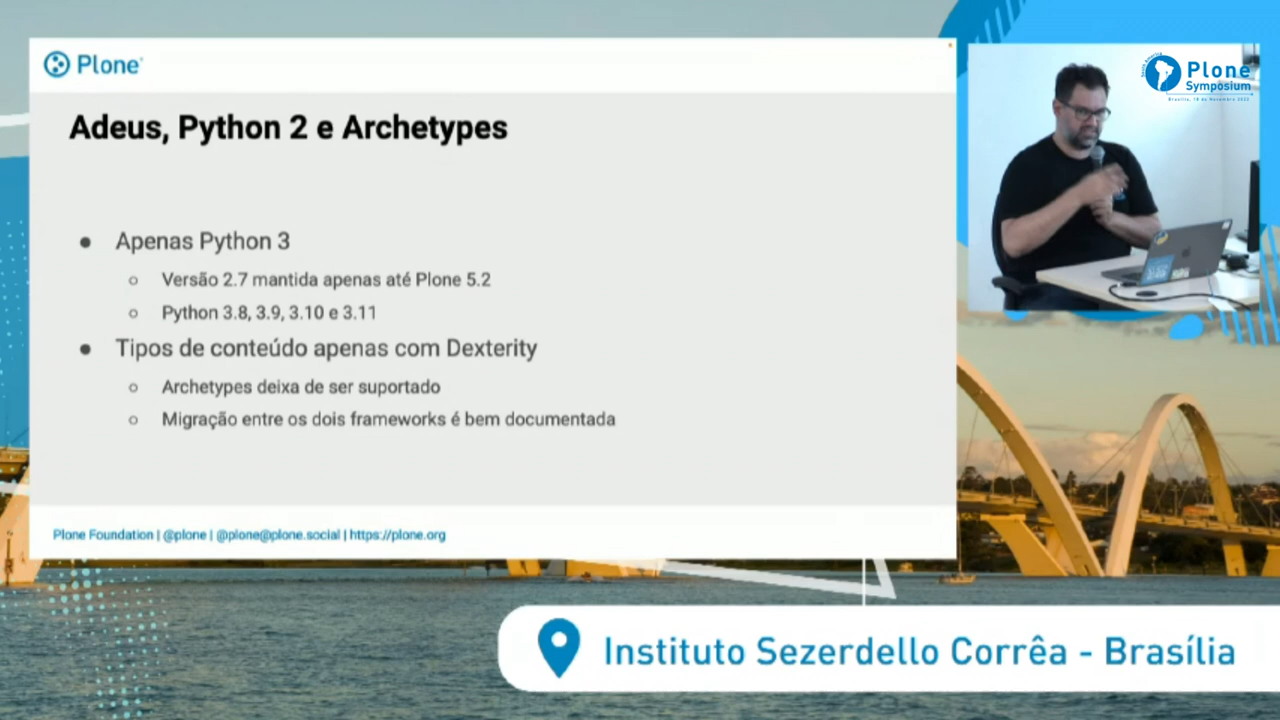 Plone
Adeus, Python 2 e Archetypes
Apenas Python 3
Versão 2.7 mantida apenas até Plone 5.2
Python 3.8, 3.9, 3.10 e 3.11
Tipos de conteúdo apenas com Dexterity
Archetypes deixa de ser suportado
Migração entre os dois frameworks é bem documentada
Plone Foundation | @plone | @plone@plone.social | https://plone.org
Plone
Symposium
Instituto Sezerdello Corrêa - Brasília